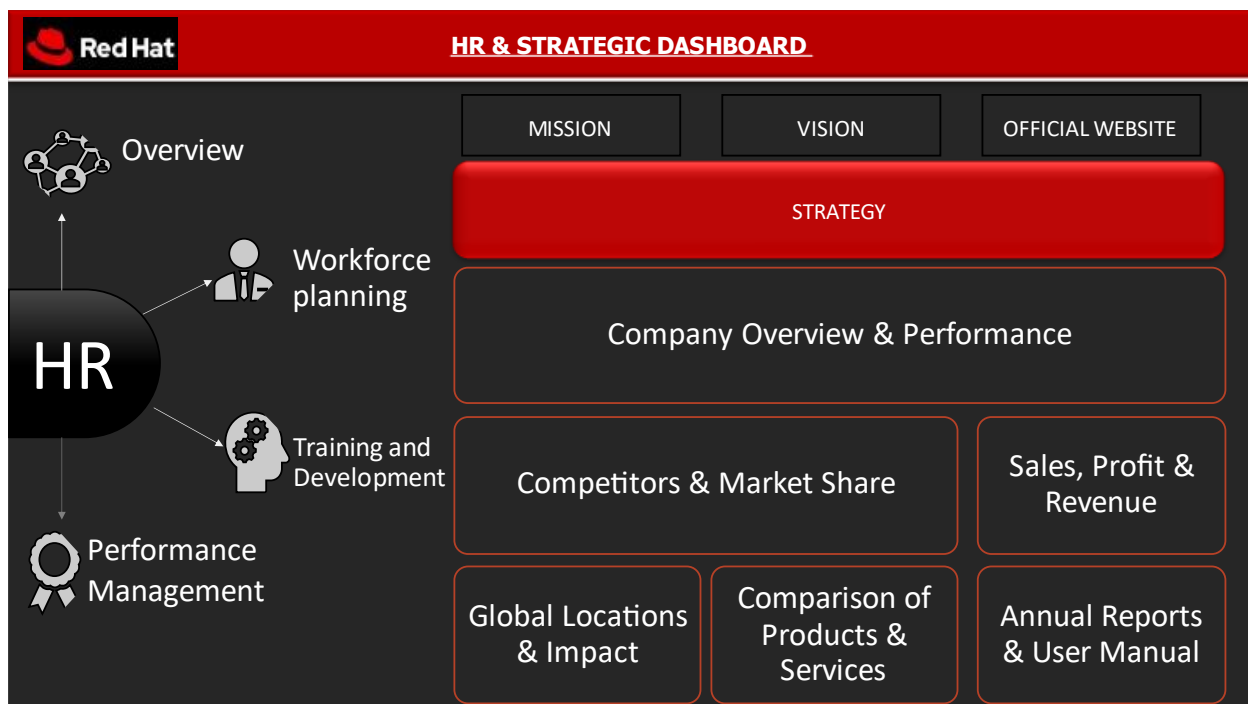 Red Hat
HR & STRATEGIC DASHBOARD
Overview
Workforce
planning
HR
Training and
Development
Performance
Management
MISSION
VISION
OFFICIAL WEBSITE
STRATEGY
Company Overview & Performance
Competitors & Market Share
Sales, Profit &
Revenue
Global Locations
& Impact
Comparison of
Products &
Services
Annual Reports
& User Manual